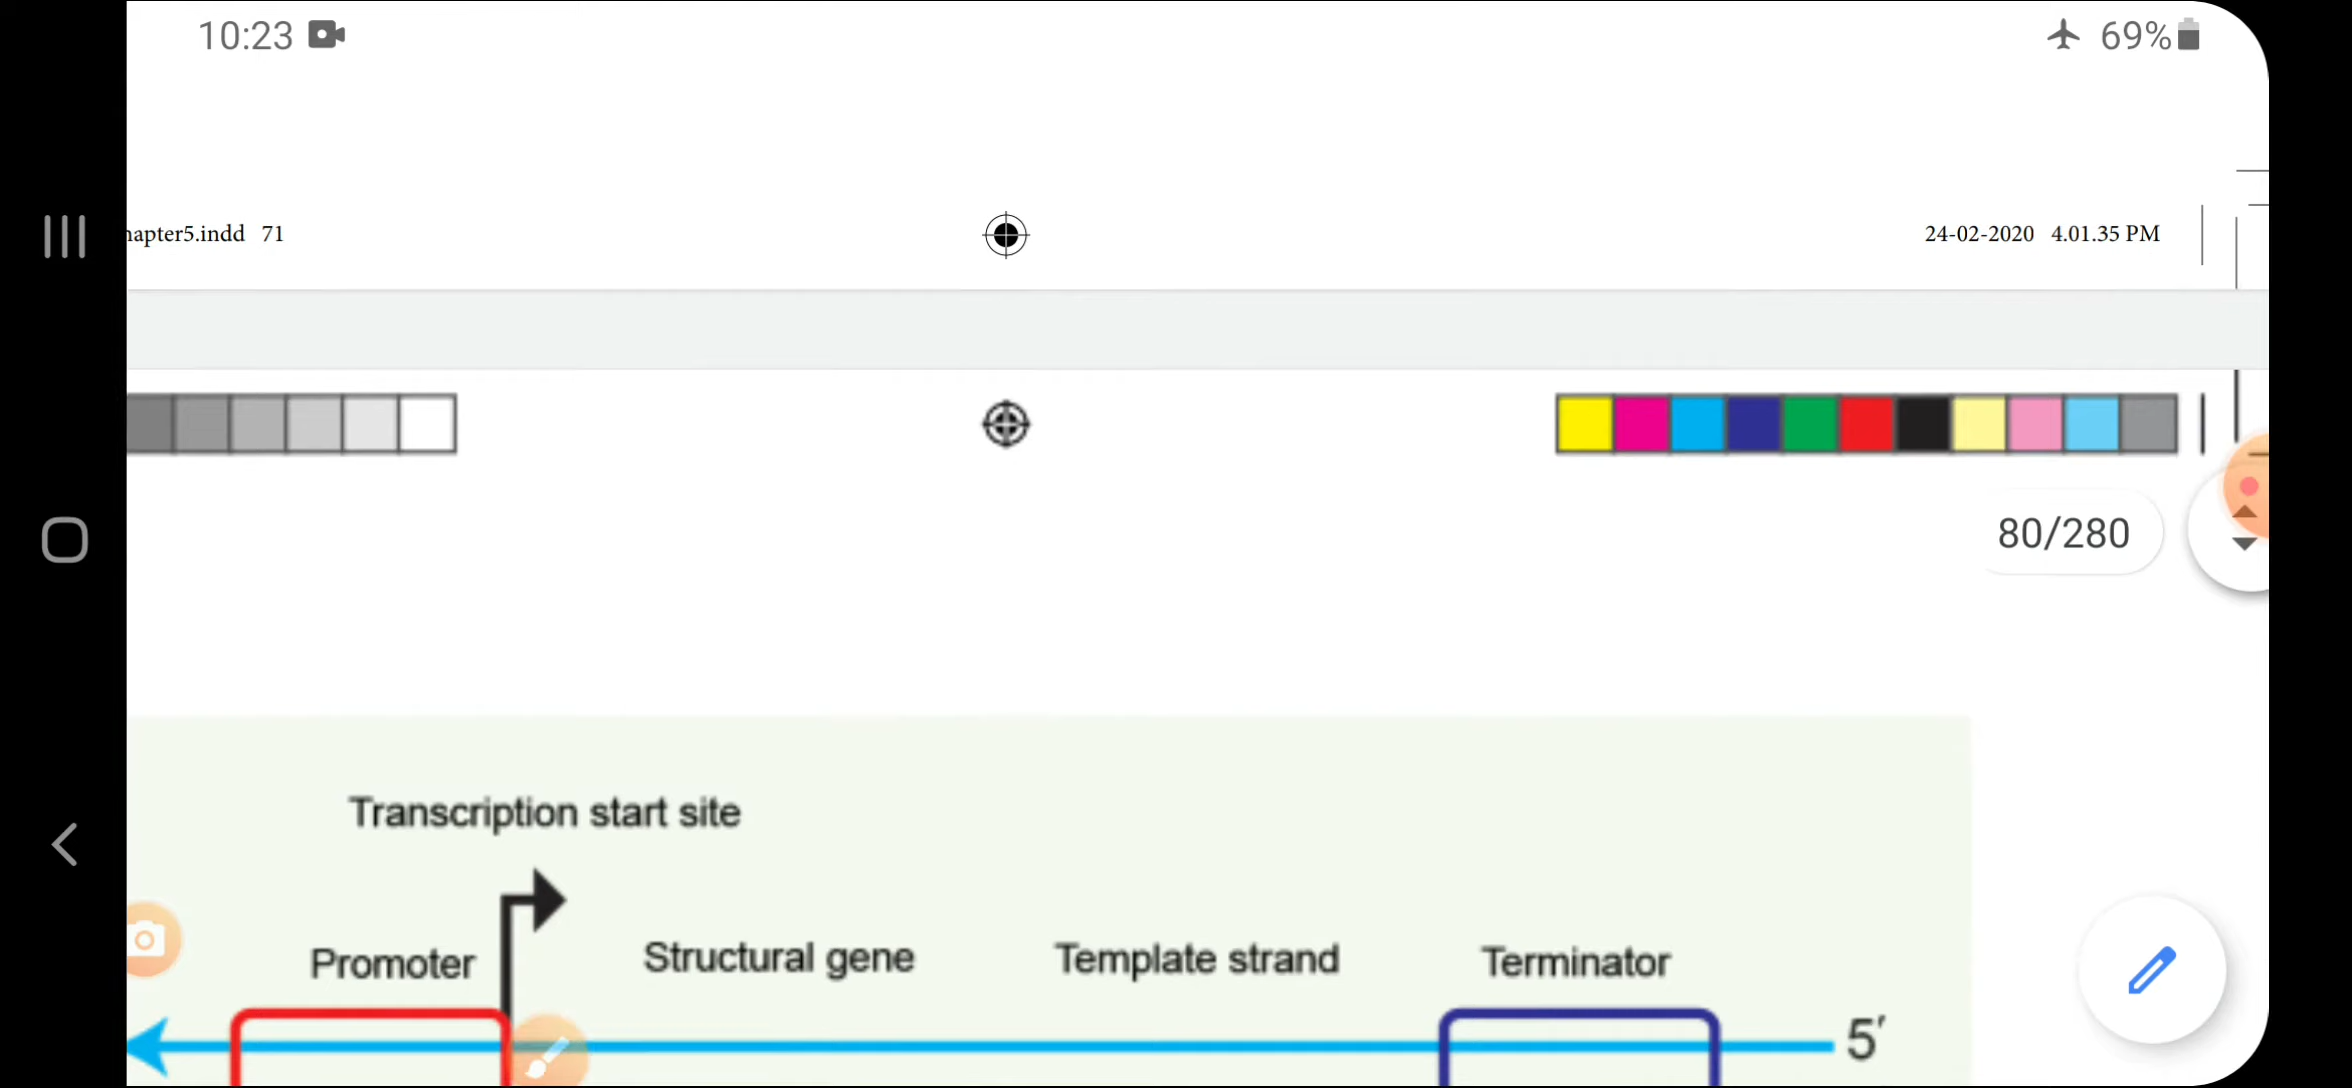 10:23 69%
hapter5.indd 71 24-02-2020 4.01.35 PM
80/280
Transcription start site
Promoter Structural gene Template strand Terminator
5′